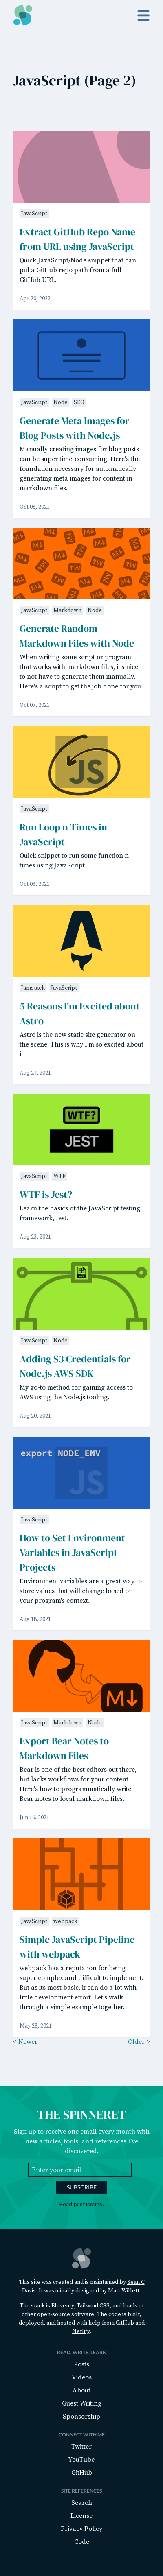 JavaScript (Page 2)
JavaScript
Extract GitHub Repo Name
from URL using JavaScript
Quick JavaScript/Node snippet that can
put a GitHub repo path from a full
GitHub URL.
Apr 20, 2022
JavaScript Node SEO
Generate Meta Images for
Blog Posts with Node.js
Manually creating images for blog posts
can be super time-consuming. Here's the
foundation necessary for automatically
generating meta images for content in
markdown files.
Oct 08, 2021
JavaScript Markdown Node
Generate Random
Markdown Files with Node
When writing some script or program
that works with markdown files, it's nice
to not have to generate them manually.
Here's a script to get the job done for you.
Oct 07, 2021
JS
JavaScript
Run Loop n Times in
JavaScript
Quick snippet to run some function n
times using JavaScript.
Oct 06, 2021
Jamstack JavaScript
5 Reasons I'm Excited about
Astro
Astro is the new static site generator on
the scene. This is why I'm so excited about
it.
Aug 24, 2021
WTF?
JEST
JavaScript WTF
WTF is Jest?
Learn the basics of the JavaScript testing
framework, Jest.
Aug 23, 2021
JavaScript Node
Adding S3 Credentials for
Node.js AWS SDK
My go-to method for gaining access to
AWS using the Node.js tooling.
Aug 20, 2021
export NODE_ENV
JS
JavaScript
How to Set Environment
Variables in JavaScript
Projects
Environment variables are a great way to
store values that will change based on
your program's context.
Aug 18, 2021
M
JavaScript Markdown Node
Export Bear Notes to
Markdown Files
Bear is one of the best editors out there,
but lacks workflows for your content.
Here's how to programmatically write
Bear notes to local markdown files.
Jun 16, 2021
JavaScript webpack
Simple JavaScript Pipeline
with webpack
webpack has a reputation for being
super complex and difficult to implement.
But as its most basic, it can do a lot with
little development effort. Let's walk
through a simple example together.
May 28, 2021
< Newer Older >
THE SPINNERET
Sign up to receive one email every month with
new articles, tools, and references I've
discovered.
Enter your email
SUBSCRIBE
Read past issues.
This site was created and is maintained by Sean C
Davis. It was initially designed by Matt Willett.
The stack is Eleventy, Tailwind CSS, and loads of
other open-source software. The code is built,
deployed, and hosted with help from GitHub and
Netlify.
READ, WRITE, LEARN
Posts
Videos
About
Guest Writing
Sponsorship
CONNECT WITH ME
Twitter
YouTube
GitHub
SITE REFERENCES
Search
License
Privacy Policy
Code